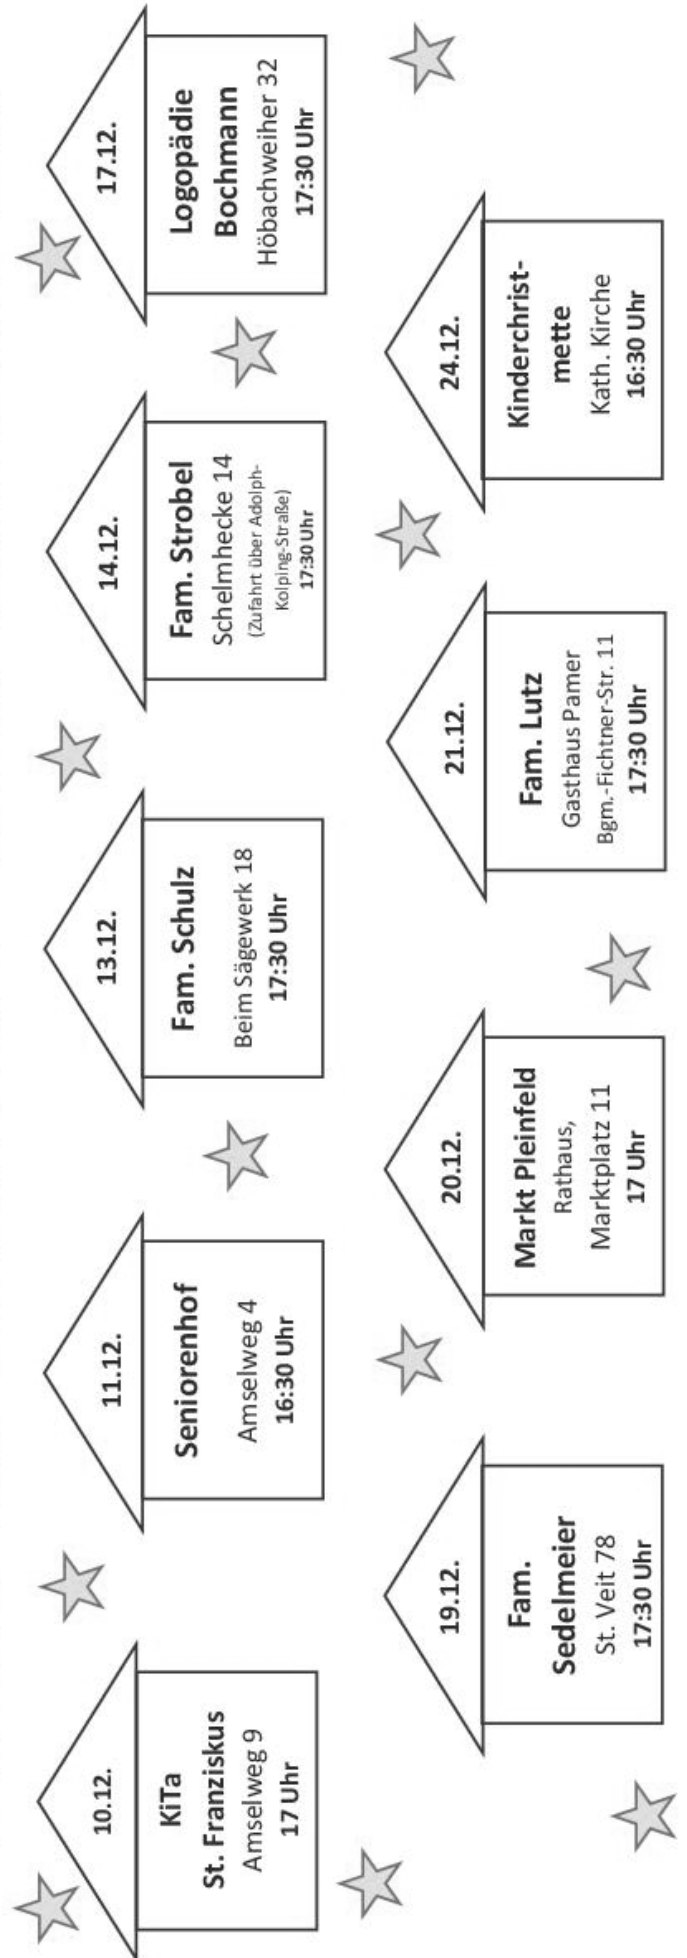 10.12.
KiTa
St. Franziskus
Amselweg 9
17 Uhr
11.12.
Seniorenhof
Amselweg 4
16:30 Uhr
13.12.
Fam. Schulz
Beim Sägewerk 18
17:30 Uhr
14.12.
Fam. Strobel
Schelmhecke 14
(Zufahrt über Adolph-
Kolping-Straße)
17:30 Uhr
17.12.
Logopädie
Bochmann
Höbachweiher 32
17:30 Uhr
19.12.
Fam.
Sedelmeier
St. Veit 78
17:30 Uhr
20.12.
Markt Pleinfeld
Rathaus,
Marktplatz 11
17 Uhr
21.12.
Fam. Lutz
Gasthaus Pamer
Bgm.-Fichtner-Str. 11
17:30 Uhr
24.12.
Kinderchrist-
mette
Kath. Kirche
16:30 Uhr